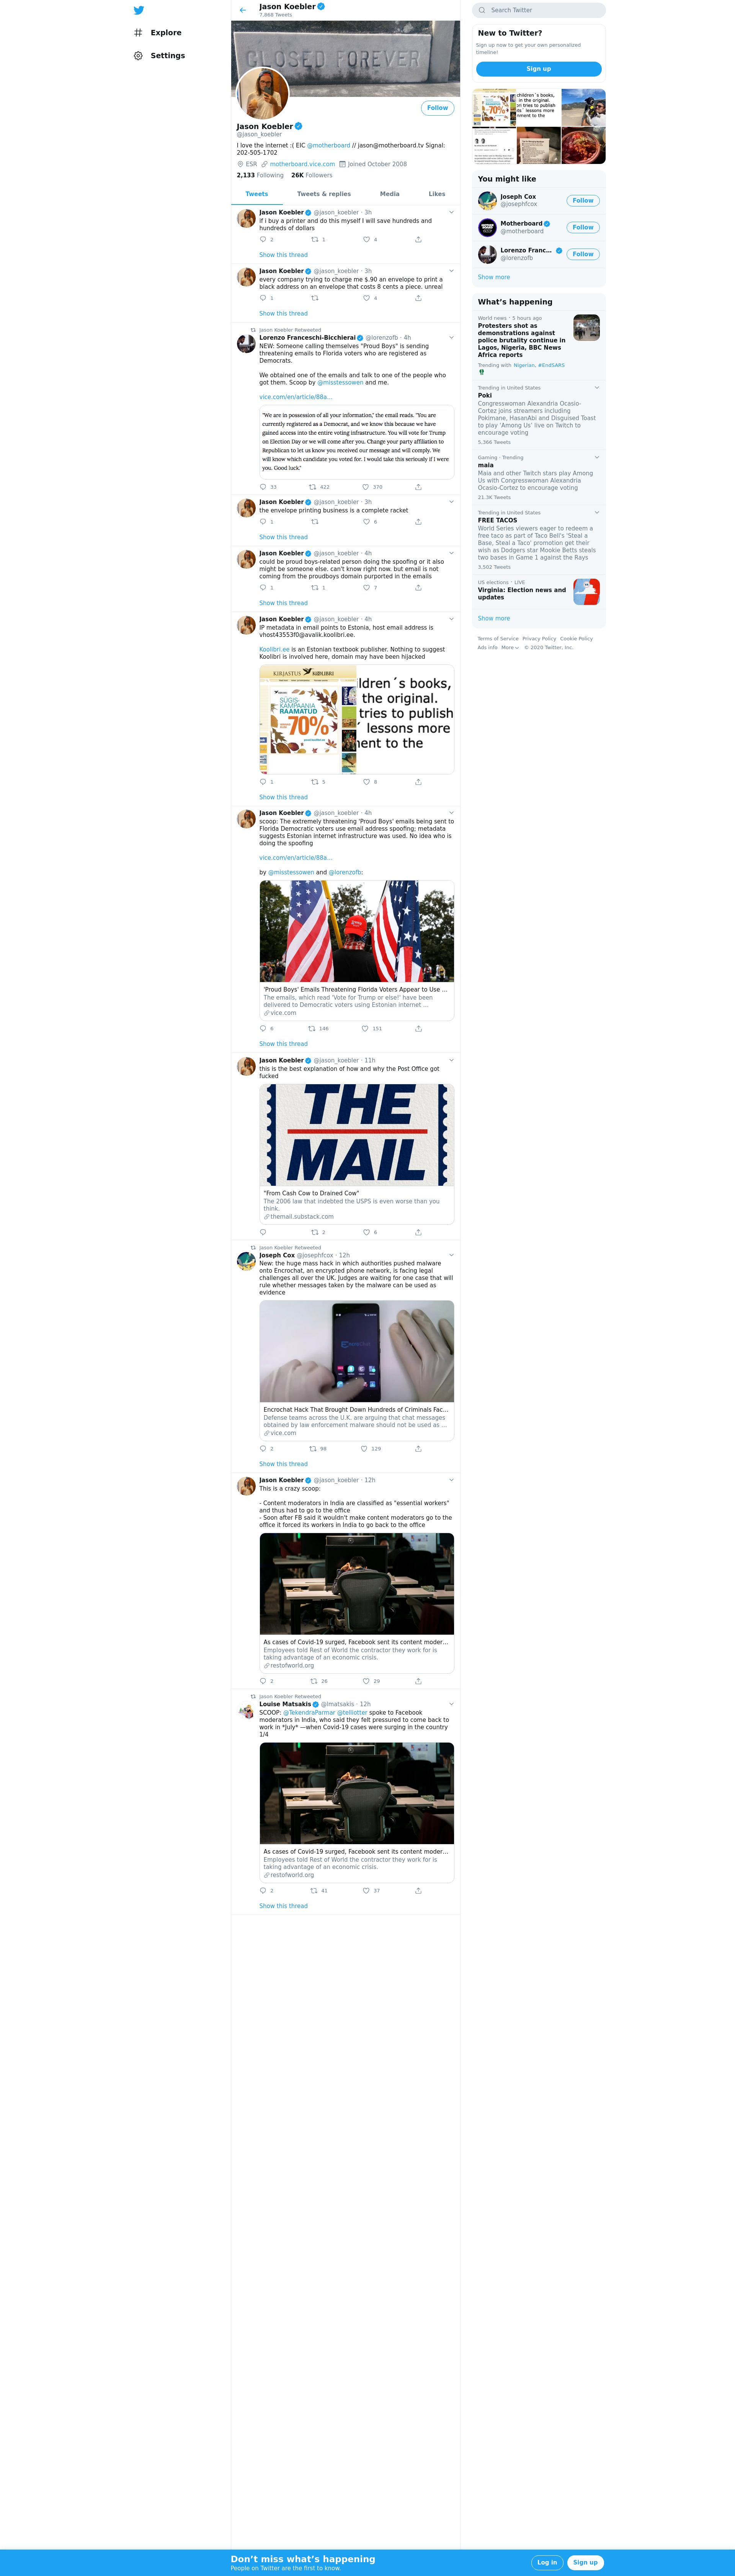 Explore
Settings
Jason Koebler
7,968 Tweets
CLOSED FOREVER
Follow
Jason Koebler
@jason_koebler
I love the internet :( EIC @motherboard // jason@motherboard.tv Signal:
202-505-1702
ESR motherboard.vice.com Joined October 2008
2,133 Following 26K Followers
Tweets Tweets & replies Media Likes
Jason Koebler @jason_koebler · 3h
if i buy a printer and do this myself I will save hundreds and
hundreds of dollars
2 1 4
Show this thread
Jason Koebler @jason_koebler · 3h
every company trying to charge me $.90 an envelope to print a
black address on an envelope that costs 8 cents a piece. unreal
1 4
Show this thread
Jason Koebler Retweeted
Lorenzo Franceschi-Bicchierai @lorenzofb · 4h
NEW: Someone calling themselves "Proud Boys" is sending
threatening emails to Florida voters who are registered as
Democrats.
We obtained one of the emails and talk to one of the people who
got them. Scoop by @misstessowen and me.
vice.com/en/article/88a...
"We are in possession of all your information," the email reads. "You are
currently registered as a Democrat, and we know this because we have
gained access into the entire voting infrastructure. You will vote for Trump
on Election Day or we will come after you. Change your party affiliation to
Republican to let us know you received your message and will comply. We
will know which candidate you voted for. I would take this seriously if I were
you. Good luck."
33 422 370
Jason Koebler @jason_koebler · 3h
the envelope printing business is a complete racket
1 6
Show this thread
Jason Koebler @jason_koebler · 4h
could be proud boys-related person doing the spoofing or it also
might be someone else. can't know right now. but email is not
coming from the proudboys domain purported in the emails
1 1 7
Show this thread
Jason Koebler @jason_koebler · 4h
IP metadata in email points to Estonia, host email address is
vhost43553f0@avalik.koolibri.ee.
Koolibri.ee is an Estonian textbook publisher. Nothing to suggest
Koolibri is involved here, domain may have been hijacked
KIRJASTUS KOOLIBRI
SÜGIS-
KAMPAANIA
RAAMATUD
70%
ldren´s books,
the original.
tries to publish
´ lessons more
nent to the
1 5 8
Show this thread
Jason Koebler @jason_koebler · 4h
scoop: The extremely threatening 'Proud Boys' emails being sent to
Florida Democratic voters use email address spoofing; metadata
suggests Estonian internet infrastructure was used. No idea who is
doing the spoofing
vice.com/en/article/88a...
by @misstessowen and @lorenzofb:
'Proud Boys' Emails Threatening Florida Voters Appear to Use ...
The emails, which read 'Vote for Trump or else!' have been
delivered to Democratic voters using Estonian internet ...
vice.com
6 146 151
Show this thread
Jason Koebler @jason_koebler · 11h
this is the best explanation of how and why the Post Office got
fucked
THE
MAIL
"From Cash Cow to Drained Cow"
The 2006 law that indebted the USPS is even worse than you
think.
themail.substack.com
2 6
Jason Koebler Retweeted
Joseph Cox @josephfcox · 12h
New: the huge mass hack in which authorities pushed malware
onto Encrochat, an encrypted phone network, is facing legal
challenges all over the UK. Judges are waiting for one case that will
rule whether messages taken by the malware can be used as
evidence
Encrochat Hack That Brought Down Hundreds of Criminals Fac...
Defense teams across the U.K. are arguing that chat messages
obtained by law enforcement malware should not be used as ...
vice.com
2 98 129
Show this thread
Jason Koebler @jason_koebler · 12h
This is a crazy scoop:
- Content moderators in India are classified as "essential workers"
and thus had to go to the office
- Soon after FB said it wouldn't make content moderators go to the
office it forced its workers in India to go back to the office
As cases of Covid-19 surged, Facebook sent its content moder...
Employees told Rest of World the contractor they work for is
taking advantage of an economic crisis.
restofworld.org
2 26 29
Jason Koebler Retweeted
Louise Matsakis @lmatsakis · 12h
SCOOP: @TekendraParmar @telliotter spoke to Facebook
moderators in India, who said they felt pressured to come back to
work in *July* —when Covid-19 cases were surging in the country
1/4
As cases of Covid-19 surged, Facebook sent its content moder...
Employees told Rest of World the contractor they work for is
taking advantage of an economic crisis.
restofworld.org
2 41 37
Show this thread
Search Twitter
New to Twitter?
Sign up now to get your own personalized
timeline!
Sign up
children´s books,
in the original.
You might like
Joseph Cox
@josephfcox
Follow
Motherboard
@motherboard
Follow
Lorenzo Franc...
@lorenzofb
Follow
Show more
What's happening
World news · 5 hours ago
Protesters shot as
demonstrations against
police brutality continue in
Lagos, Nigeria, BBC News
Africa reports
Trending with Nigerian, #EndSARS
Trending in United States
Poki
Congresswoman Alexandria Ocasio-
Cortez joins streamers including
Pokimane, HasanAbi and Disguised Toast
to play 'Among Us' live on Twitch to
encourage voting
5,366 Tweets
Gaming · Trending
maia
Maia and other Twitch stars play Among
Us with Congresswoman Alexandria
Ocasio-Cortez to encourage voting
21.3K Tweets
Trending in United States
FREE TACOS
World Series viewers eager to redeem a
free taco as part of Taco Bell's 'Steal a
Base, Steal a Taco' promotion get their
wish as Dodgers star Mookie Betts steals
two bases in Game 1 against the Rays
3,502 Tweets
US elections · LIVE
Virginia: Election news and
updates
Show more
Terms of Service Privacy Policy Cookie Policy
Ads info More © 2020 Twitter, Inc.
Don't miss what's happening
People on Twitter are the first to know.
Log in
Sign up